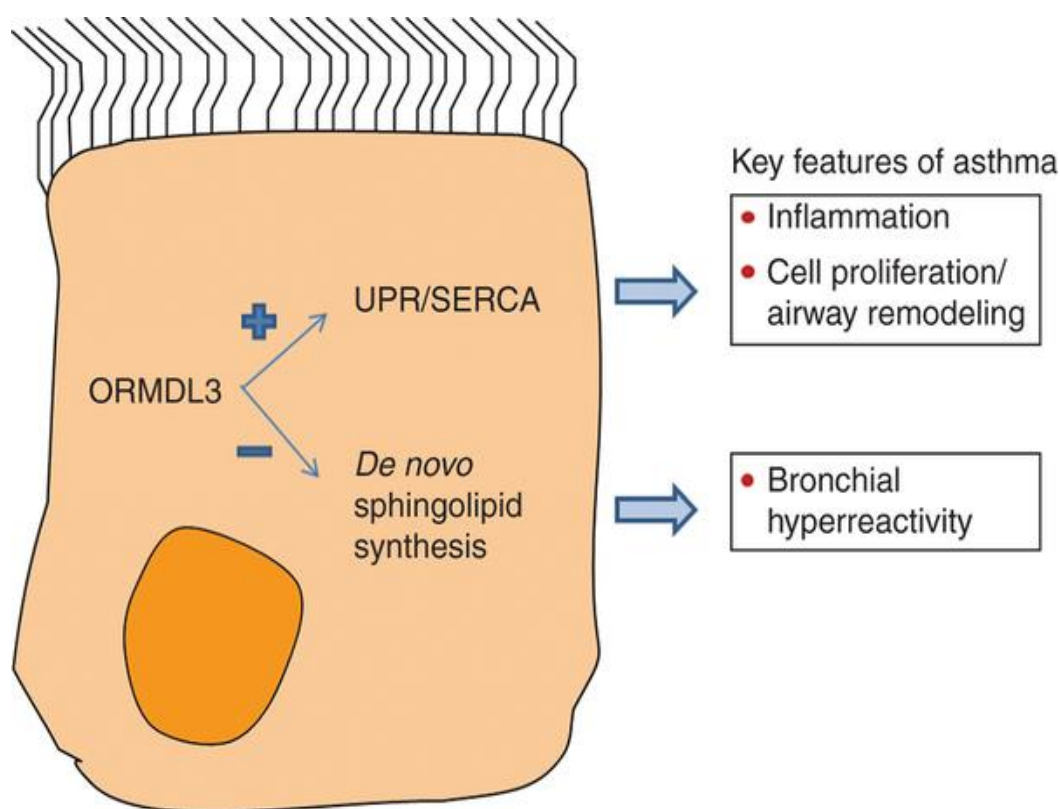 Key features of asthma
• Inflammation
• Cell proliferation/
airway remodeling
UPR/SERCA
+
ORMDL3
−
De novo
sphingolipid
synthesis
• Bronchial
hyperreactivity